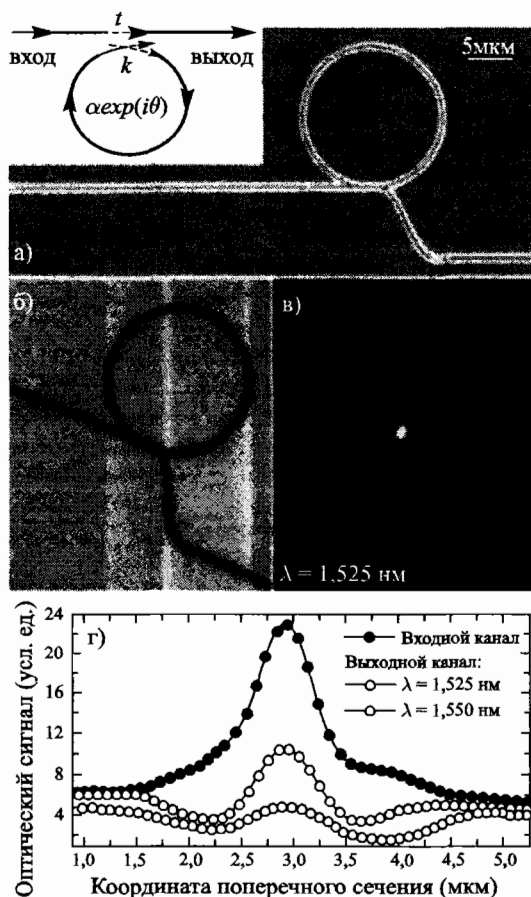 t
вход
выход
k
αexp(iθ)
5мкм
а)
б)
в)
λ = 1,525 нм
г)
Оптический сигнал (усл. ед.)
24
20
16
12
8
4
Входной канал
Выходной канал:
λ = 1,525 нм
λ = 1,550 нм
1,0 1,5 2,0 2,5 3,0 3,5 4,0 4,5 5,0
Координата поперечного сечения (мкм)